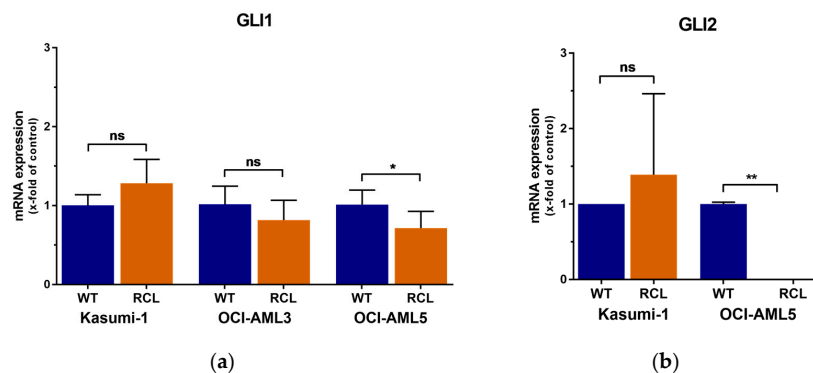 GLI1
mRNA expression
(x-fold of control)
3
2
1
0
ns
ns
*
WT RCL WT RCL WT RCL
Kasumi-1 OCI-AML3 OCI-AML5
(a)
GLI2
mRNA expression
(x-fold of control)
3
2
1
0
ns
**
WT RCL WT RCL
Kasumi-1 OCI-AML5
(b)